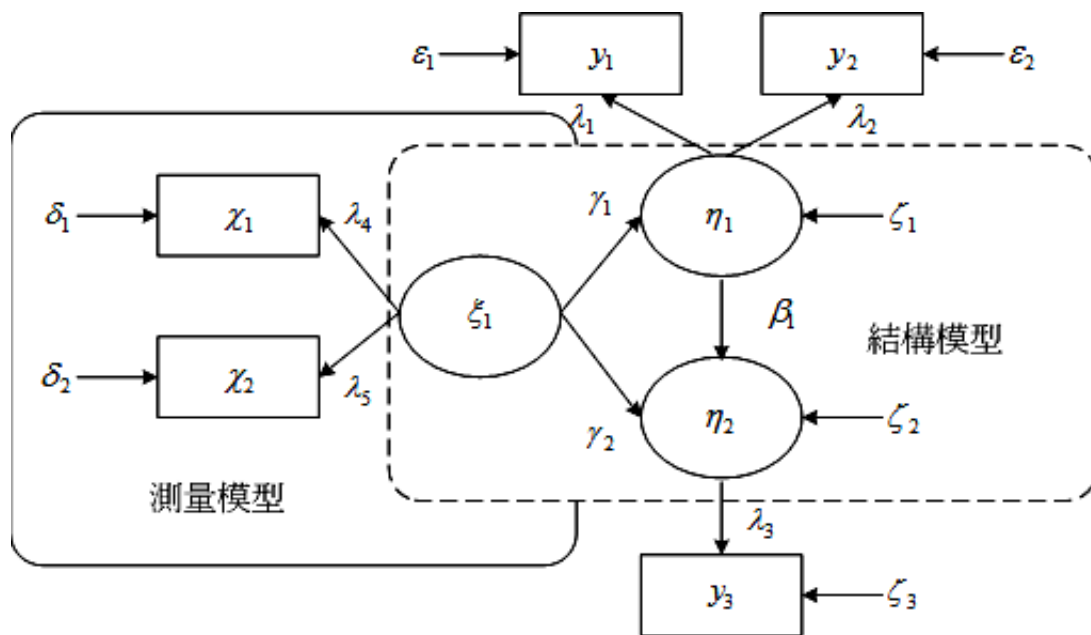 ε₁ y₁ y₂ ε₂
λ₁ λ₂
δ₁ χ₁ λ₄ γ₁ η₁ ζ₁
ξ₁ β₁ 結構模型
δ₂ χ₂ λ₅ γ₂ η₂ ζ₂
測量模型 λ₃
y₃ ζ₃